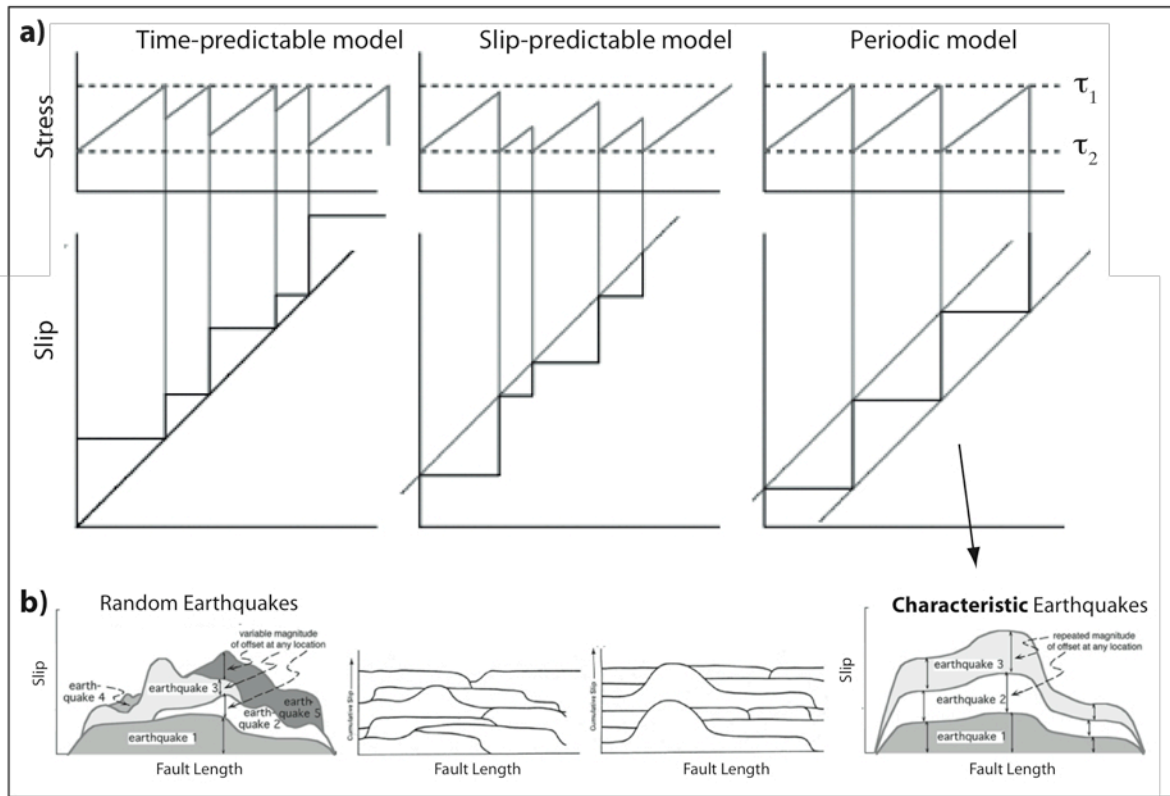 a)
Time-predictable model
Slip-predictable model
Periodic model
Stress
τ1
τ2
Slip
b)
Random Earthquakes
Characteristic Earthquakes
Slip
variable magnitude
of offset at any location
earth-
quake 4
earthquake 3
earth-
quake 2
earth-
quake 5
earthquake 1
Fault Length
Cumulative Slip
Fault Length
Cumulative Slip
Fault Length
Slip
repeated magnitude
of offset at any location
earthquake 3
earthquake 2
earthquake 1
Fault Length